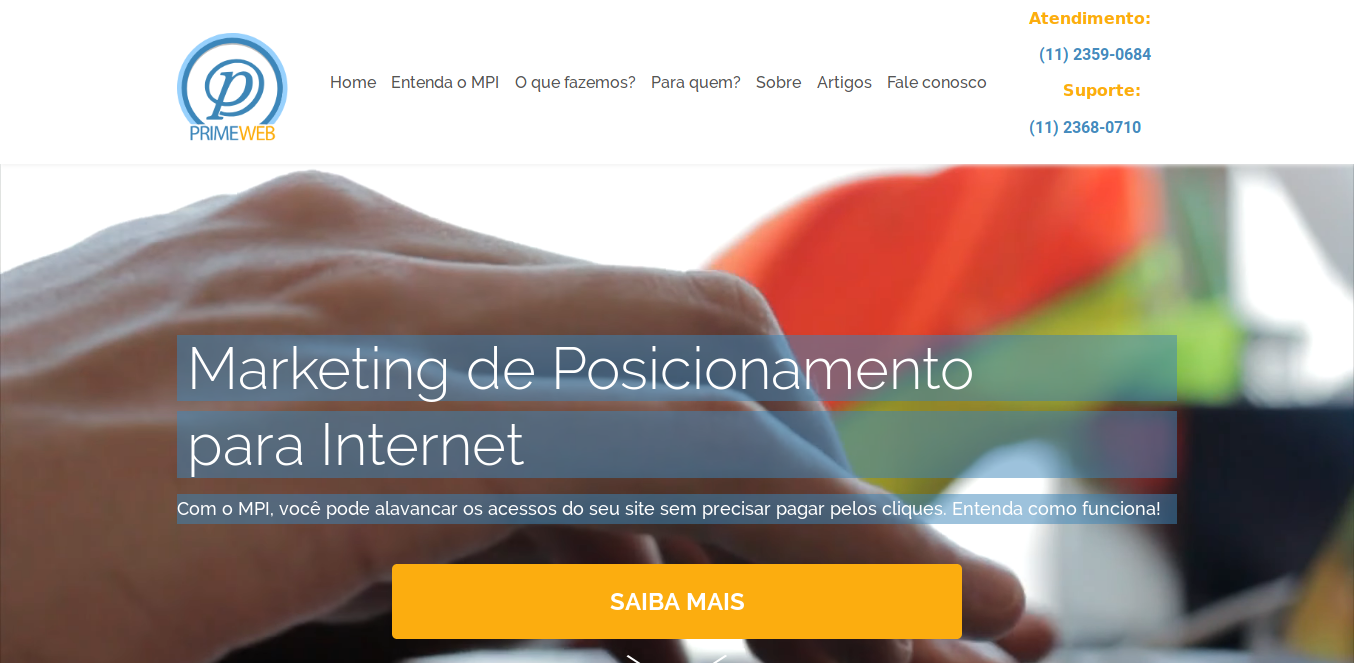 p
PRIMEWEB
Home Entenda o MPI O que fazemos? Para quem? Sobre Artigos Fale conosco
Atendimento:
(11) 2359-0684
Suporte:
(11) 2368-0710
Marketing de Posicionamento
para Internet
Com o MPI, você pode alavancar os acessos do seu site sem precisar pagar pelos cliques. Entenda como funciona!
SAIBA MAIS